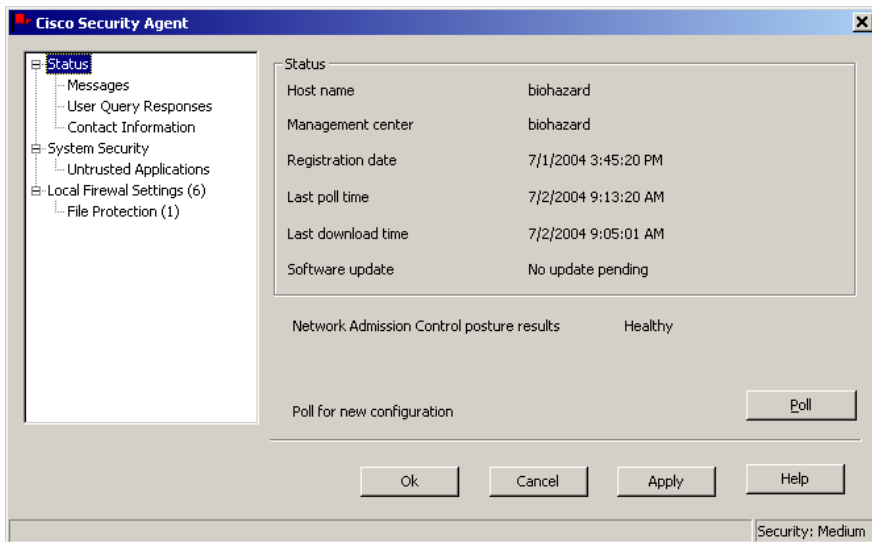 Cisco Security Agent
Status
Messages
User Query Responses
Contact Information
System Security
Untrusted Applications
Local Firewal Settings (6)
File Protection (1)
Status
Host name biohazard
Management center biohazard
Registration date 7/1/2004 3:45:20 PM
Last poll time 7/2/2004 9:13:20 AM
Last download time 7/2/2004 9:05:01 AM
Software update No update pending
Network Admission Control posture results Healthy
Poll for new configuration Poll
Ok Cancel Apply Help
Security: Medium